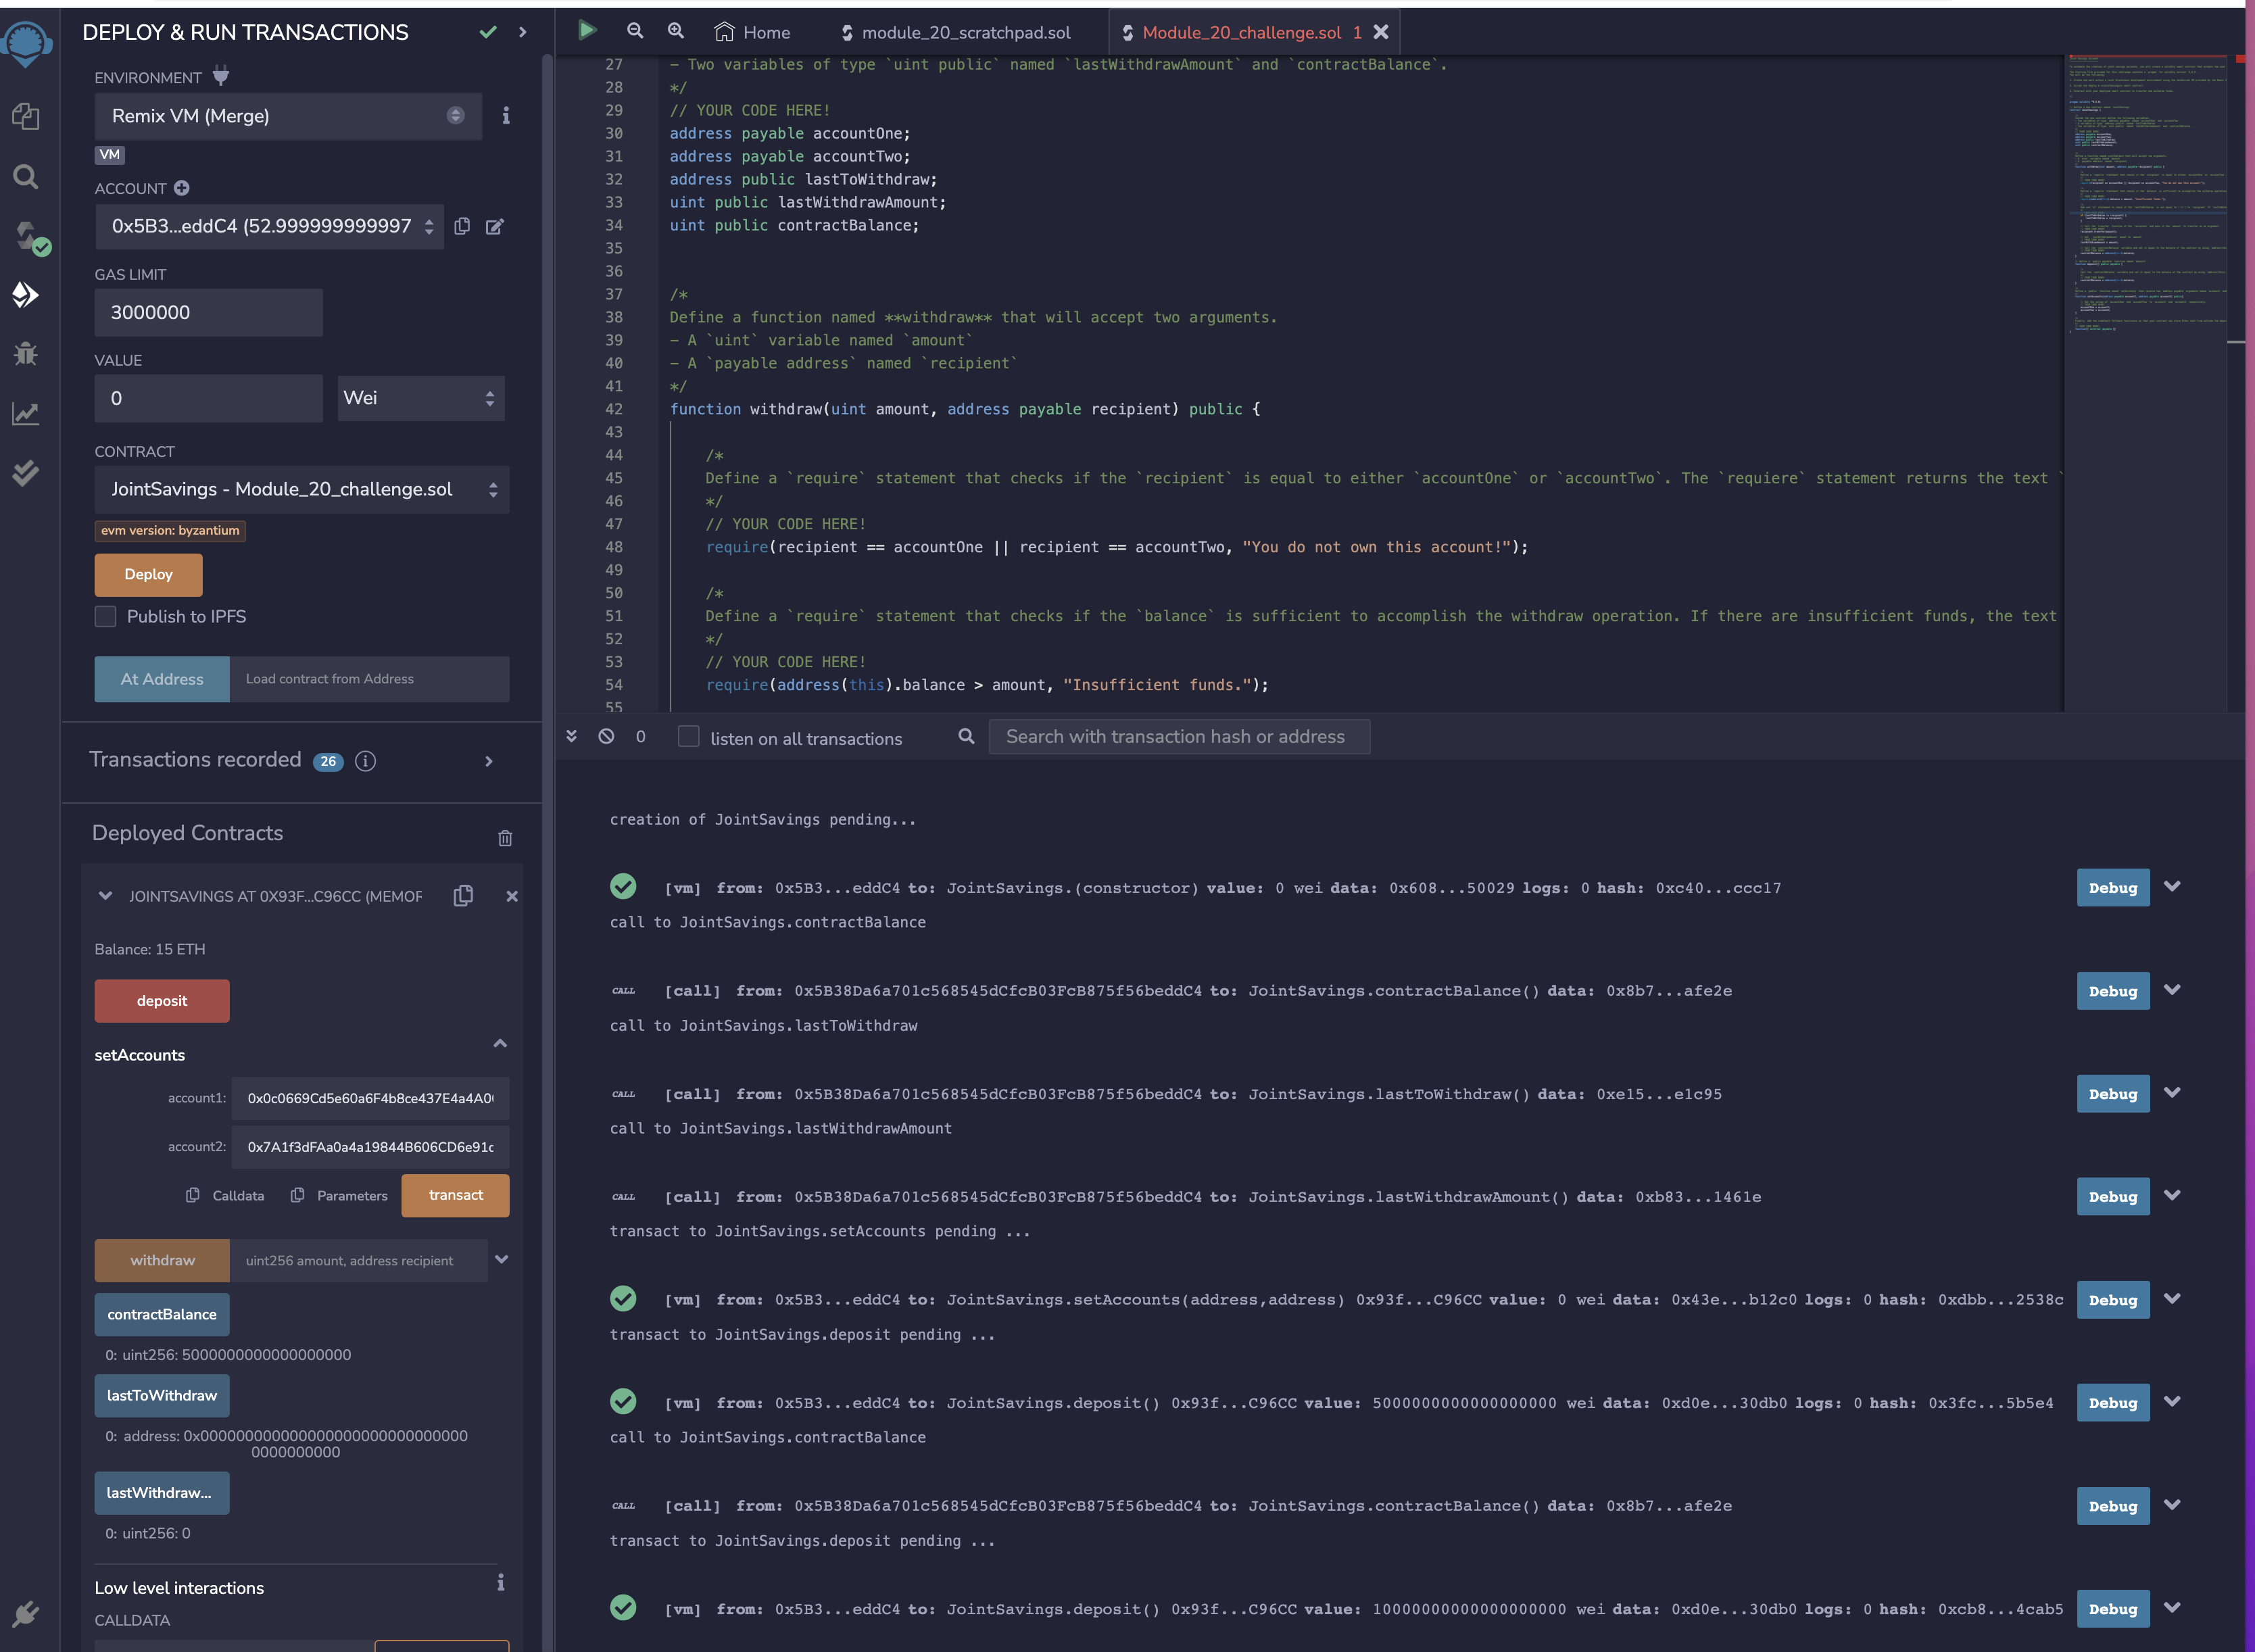 DEPLOY & RUN TRANSACTIONS
ENVIRONMENT
Remix VM (Merge)
VM
ACCOUNT
0x5B3...eddC4 (52.999999999997
GAS LIMIT
3000000
VALUE
0
Wei
CONTRACT
JointSavings - Module_20_challenge.sol
evm version: byzantium
Deploy
Publish to IPFS
At Address
Load contract from Address
Transactions recorded 26
Deployed Contracts
JOINTSAVINGS AT 0X93F...C96CC (MEMOR
Balance: 15 ETH
deposit
setAccounts
account1: 0x0c0669Cd5e60a6F4b8ce437E4a4A0
account2: 0x7A1f3dFAa0a4a19844B606CD6e91c
Calldata
Parameters
transact
withdraw
uint256 amount, address recipient
contractBalance
0: uint256: 5000000000000000000
lastToWithdraw
0: address: 0x000000000000000000000000000000
0000000000
lastWithdraw...
0: uint256: 0
Low level interactions
CALLDATA
Home
module_20_scratchpad.sol
Module_20_challenge.sol 1
27 - Two variables of type `uint public` named `lastWithdrawAmount` and `contractBalance`.
28 */
29 // YOUR CODE HERE!
30 address payable accountOne;
31 address payable accountTwo;
32 address public lastToWithdraw;
33 uint public lastWithdrawAmount;
34 uint public contractBalance;
35
36
37 /*
38 Define a function named **withdraw** that will accept two arguments.
39 - A `uint` variable named `amount`
40 - A `payable address` named `recipient`
41 */
42 function withdraw(uint amount, address payable recipient) public {
43
44 /*
45 Define a `require` statement that checks if the `recipient` is equal to either `accountOne` or `accountTwo`. The `requiere` statement returns the text `
46 */
47 // YOUR CODE HERE!
48 require(recipient == accountOne || recipient == accountTwo, "You do not own this account!");
49
50 /*
51 Define a `require` statement that checks if the `balance` is sufficient to accomplish the withdraw operation. If there are insufficient funds, the text
52 */
53 // YOUR CODE HERE!
54 require(address(this).balance > amount, "Insufficient funds.");
55
0
listen on all transactions
Search with transaction hash or address
creation of JointSavings pending...
[vm] from: 0x5B3...eddC4 to: JointSavings.(constructor) value: 0 wei data: 0x608...50029 logs: 0 hash: 0xc40...ccc17
Debug
call to JointSavings.contractBalance
CALL [call] from: 0x5B38Da6a701c568545dCfcB03FcB875f56beddC4 to: JointSavings.contractBalance() data: 0x8b7...afe2e
Debug
call to JointSavings.lastToWithdraw
CALL [call] from: 0x5B38Da6a701c568545dCfcB03FcB875f56beddC4 to: JointSavings.lastToWithdraw() data: 0xe15...e1c95
Debug
call to JointSavings.lastWithdrawAmount
CALL [call] from: 0x5B38Da6a701c568545dCfcB03FcB875f56beddC4 to: JointSavings.lastWithdrawAmount() data: 0xb83...1461e
Debug
transact to JointSavings.setAccounts pending ...
[vm] from: 0x5B3...eddC4 to: JointSavings.setAccounts(address,address) 0x93f...C96CC value: 0 wei data: 0x43e...b12c0 logs: 0 hash: 0xdbb...2538c
Debug
transact to JointSavings.deposit pending ...
[vm] from: 0x5B3...eddC4 to: JointSavings.deposit() 0x93f...C96CC value: 5000000000000000000 wei data: 0xd0e...30db0 logs: 0 hash: 0x3fc...5b5e4
Debug
call to JointSavings.contractBalance
CALL [call] from: 0x5B38Da6a701c568545dCfcB03FcB875f56beddC4 to: JointSavings.contractBalance() data: 0x8b7...afe2e
Debug
transact to JointSavings.deposit pending ...
[vm] from: 0x5B3...eddC4 to: JointSavings.deposit() 0x93f...C96CC value: 10000000000000000000 wei data: 0xd0e...30db0 logs: 0 hash: 0xcb8...4cab5
Debug